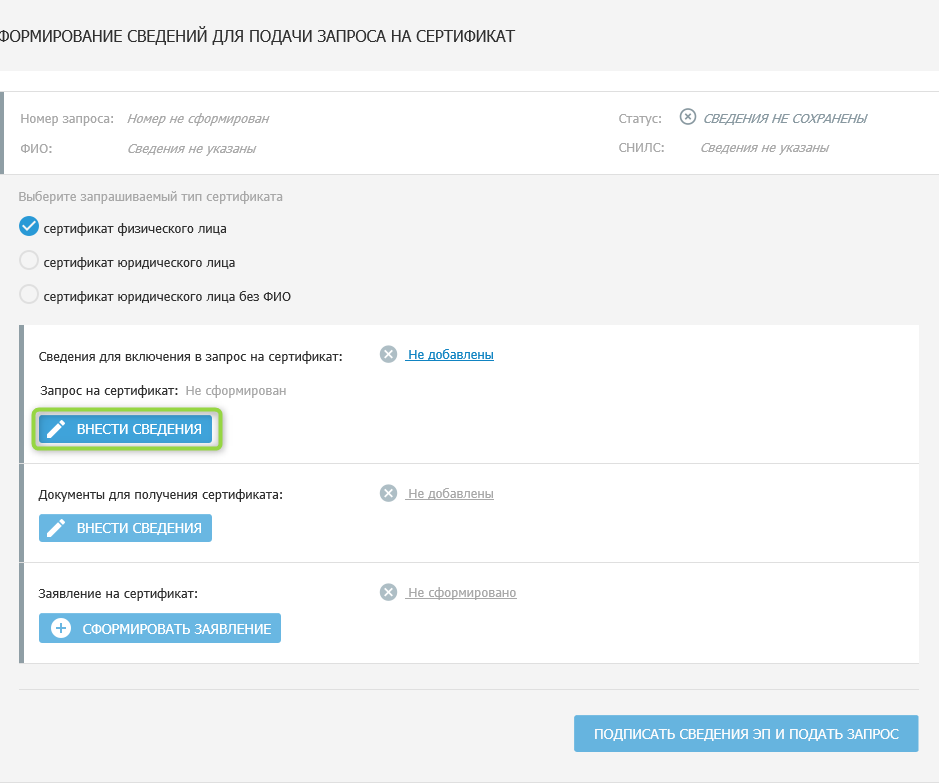 ФОРМИРОВАНИЕ СВЕДЕНИЙ ДЛЯ ПОДАЧИ ЗАПРОСА НА СЕРТИФИКАТ
Номер запроса: Номер не сформирован
Статус: СВЕДЕНИЯ НЕ СОХРАНЕНЫ
ФИО: Сведения не указаны
СНИЛС: Сведения не указаны
Выберите запрашиваемый тип сертификата
сертификат физического лица
сертификат юридического лица
сертификат юридического лица без ФИО
Сведения для включения в запрос на сертификат: Не добавлены
Запрос на сертификат: Не сформирован
ВНЕСТИ СВЕДЕНИЯ
Документы для получения сертификата: Не добавлены
ВНЕСТИ СВЕДЕНИЯ
Заявление на сертификат: Не сформировано
СФОРМИРОВАТЬ ЗАЯВЛЕНИЕ
ПОДПИСАТЬ СВЕДЕНИЯ ЭП И ПОДАТЬ ЗАПРОС